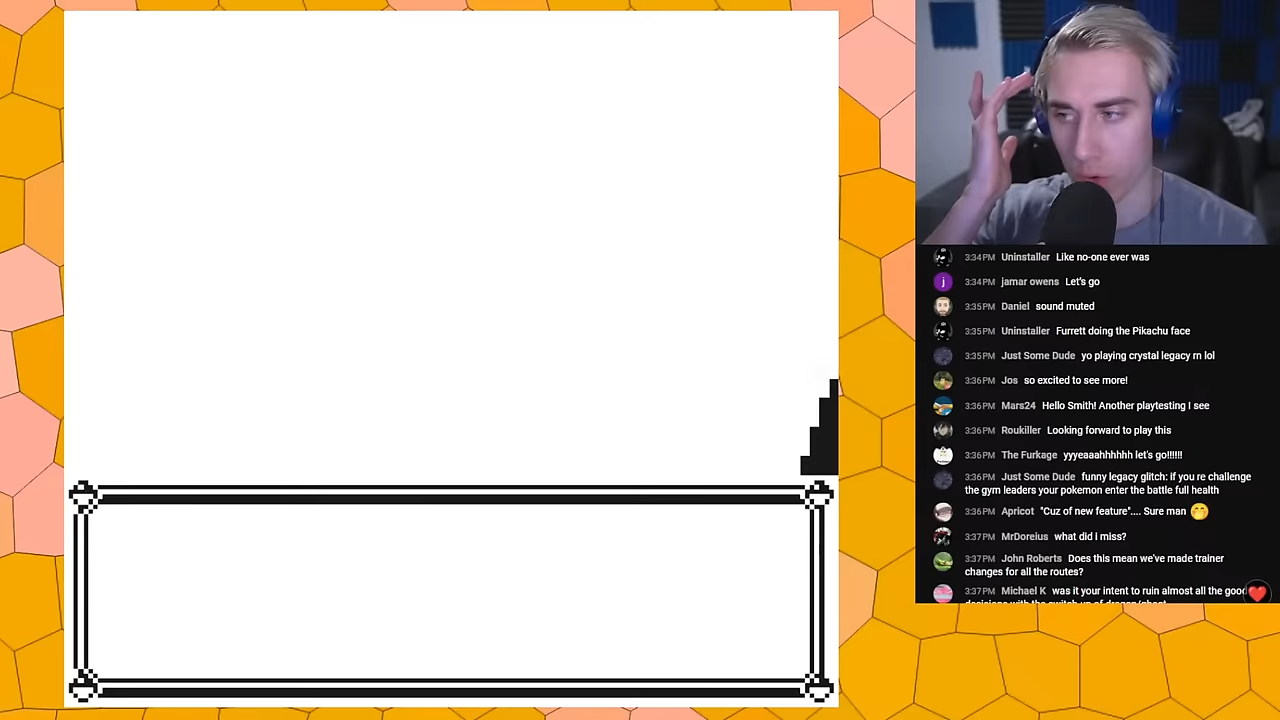 3:34PM Uninstaller Like no-one ever was
3:34PM jamar owens Let's go
3:35PM Daniel sound muted
3:35PM Uninstaller Furrett doing the Pikachu face
3:35PM Just Some Dude yo playing crystal legacy rn lol
3:36PM Jos so excited to see more!
3:36PM Mars24 Hello Smith! Another playtesting I see
3:36PM Roukiller Looking forward to play this
3:36PM The Furkage yyyeaaahhhhhh let's go!!!!!!
3:36PM Just Some Dude funny legacy glitch: if you re challenge
the gym leaders your pokemon enter the battle full health
3:36PM Apricot "Cuz of new feature".... Sure man 🤭
3:37PM MrDoreius what did i miss?
3:37PM John Roberts Does this mean we've made trainer
changes for all the routes?
3:37PM Michael K was it your intent to ruin almost all the good